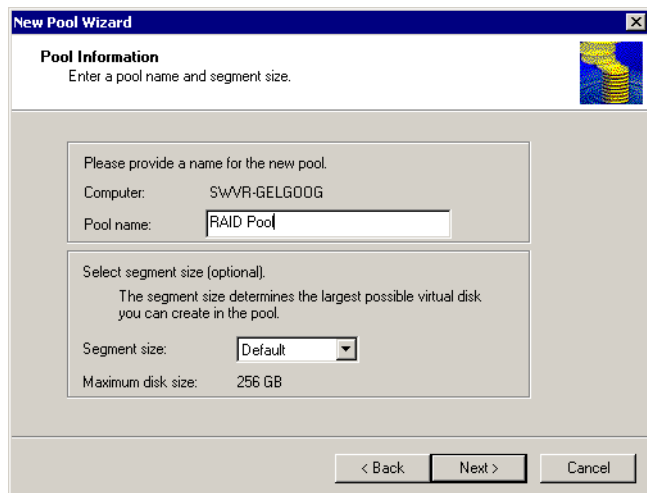 New Pool Wizard
Pool Information
Enter a pool name and segment size.
Please provide a name for the new pool.
Computer: SWVR-GELGOOG
Pool name: RAID Pool
Select segment size (optional).
The segment size determines the largest possible virtual disk
you can create in the pool.
Segment size: Default
Maximum disk size: 256 GB
< Back Next > Cancel